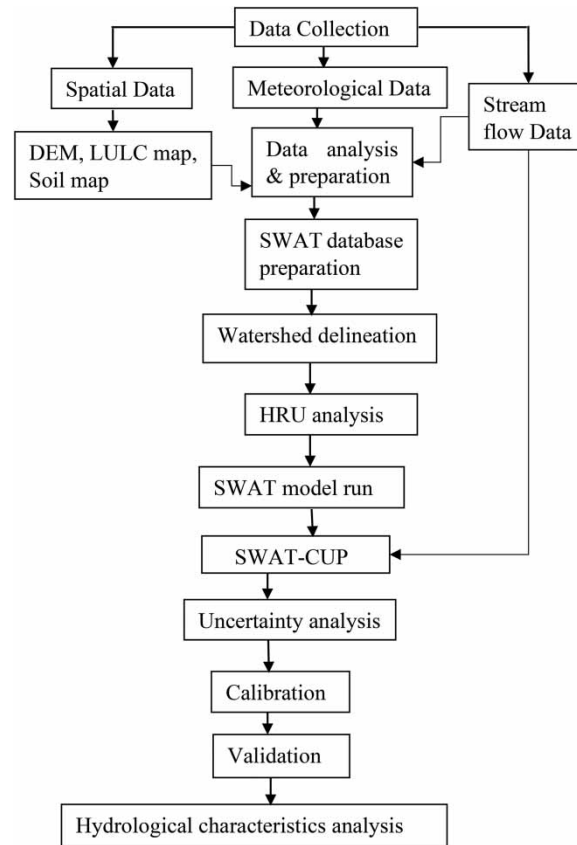 Data Collection
Spatial Data
Meteorological Data
Stream
flow Data
DEM, LULC map,
Soil map
Data analysis
& preparation
SWAT database
preparation
Watershed delineation
HRU analysis
SWAT model run
SWAT-CUP
Uncertainty analysis
Calibration
Validation
Hydrological characteristics analysis